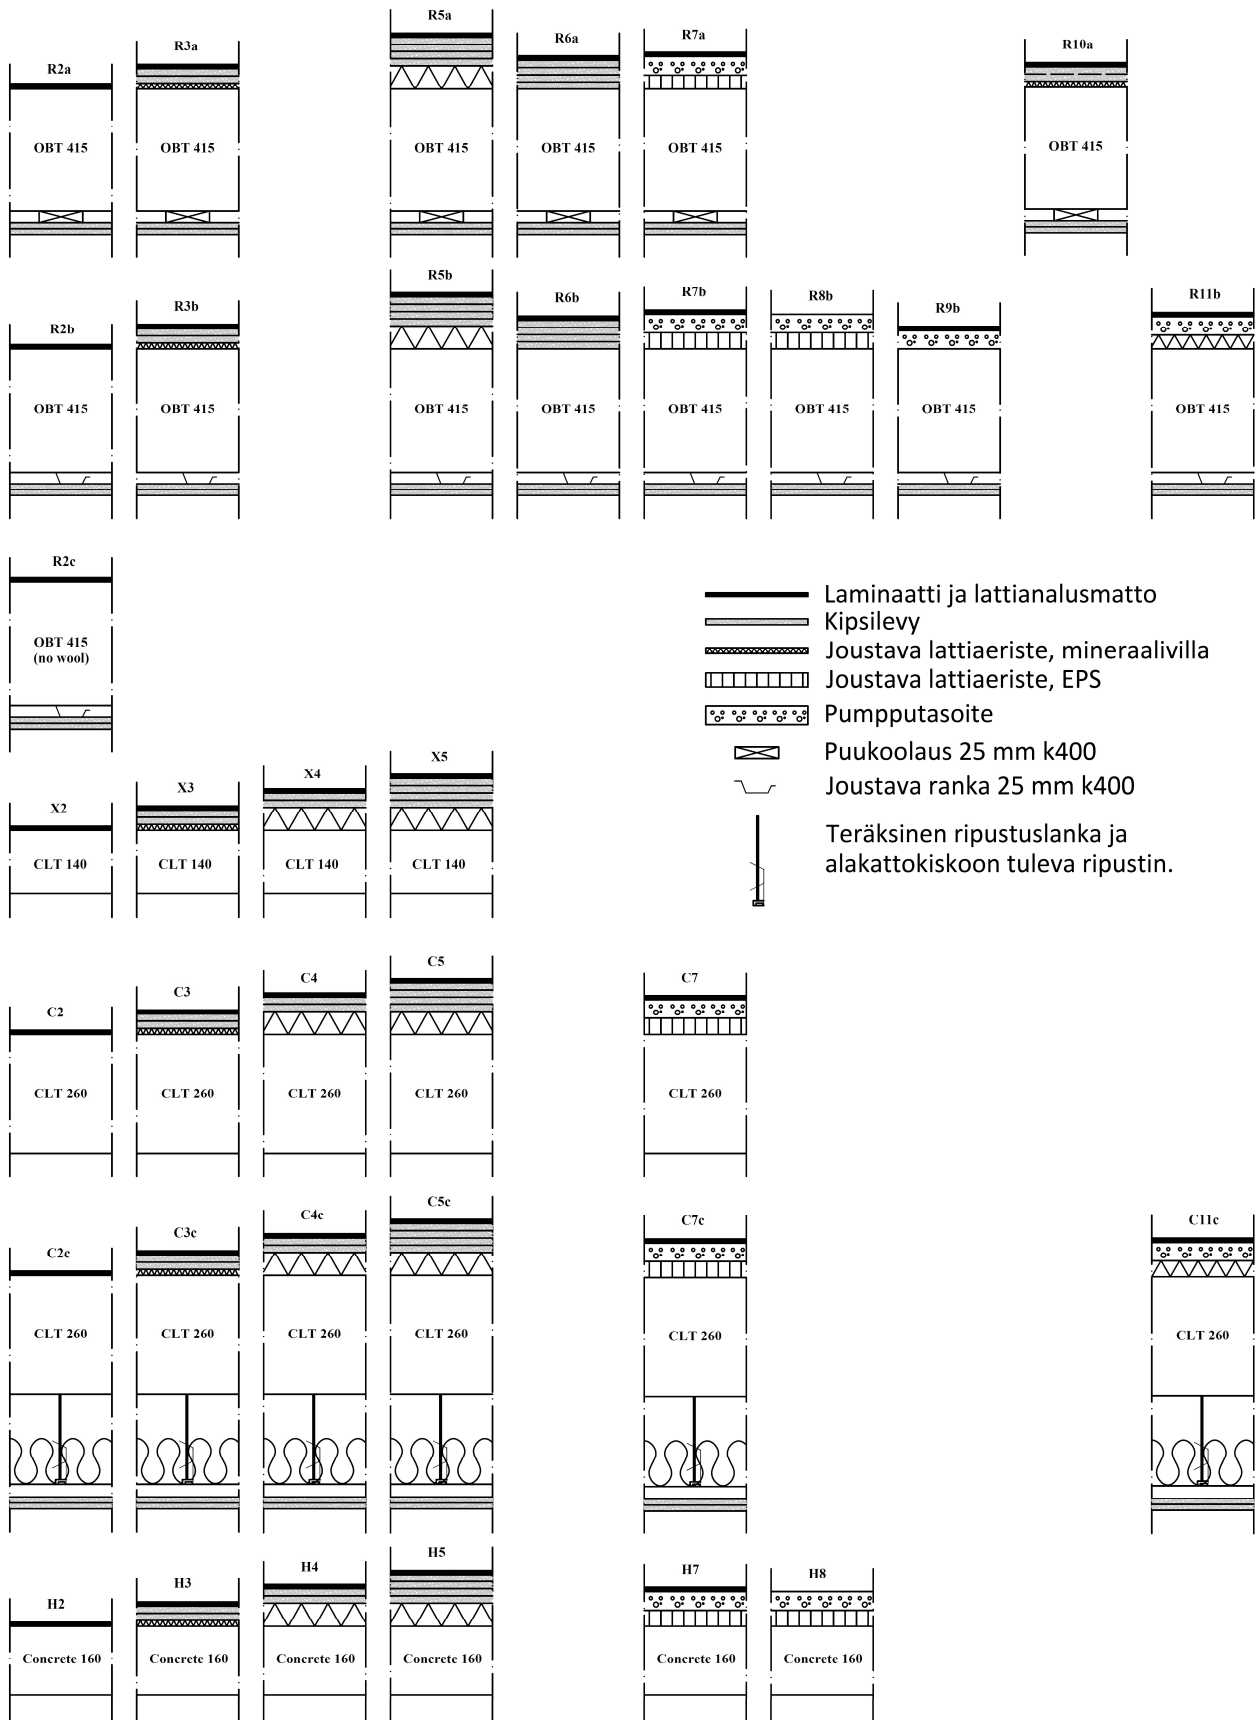 R2a
R3a
R5a
R6a
R7a
R10a
OBT 415
OBT 415
OBT 415
OBT 415
OBT 415
OBT 415
R2b
R3b
R5b
R6b
R7b
R8b
R9b
R11b
OBT 415
OBT 415
OBT 415
OBT 415
OBT 415
OBT 415
OBT 415
OBT 415
R2c
OBT 415
(no wool)
Laminaatti ja lattianalusmatto
Kipsilevy
Joustava lattiaeriste, mineraalivilla
Joustava lattiaeriste, EPS
Pumpputasoite
Puukoolaus 25 mm k400
Joustava ranka 25 mm k400
Teräksinen ripustuslanka ja
alakattokiskoon tuleva ripustin.
X2
X3
X4
X5
CLT 140
CLT 140
CLT 140
CLT 140
C2
C3
C4
C5
C7
CLT 260
CLT 260
CLT 260
CLT 260
CLT 260
C2c
C3c
C4c
C5c
C7c
C11c
CLT 260
CLT 260
CLT 260
CLT 260
CLT 260
CLT 260
H2
H3
H4
H5
H7
H8
Concrete 160
Concrete 160
Concrete 160
Concrete 160
Concrete 160
Concrete 160